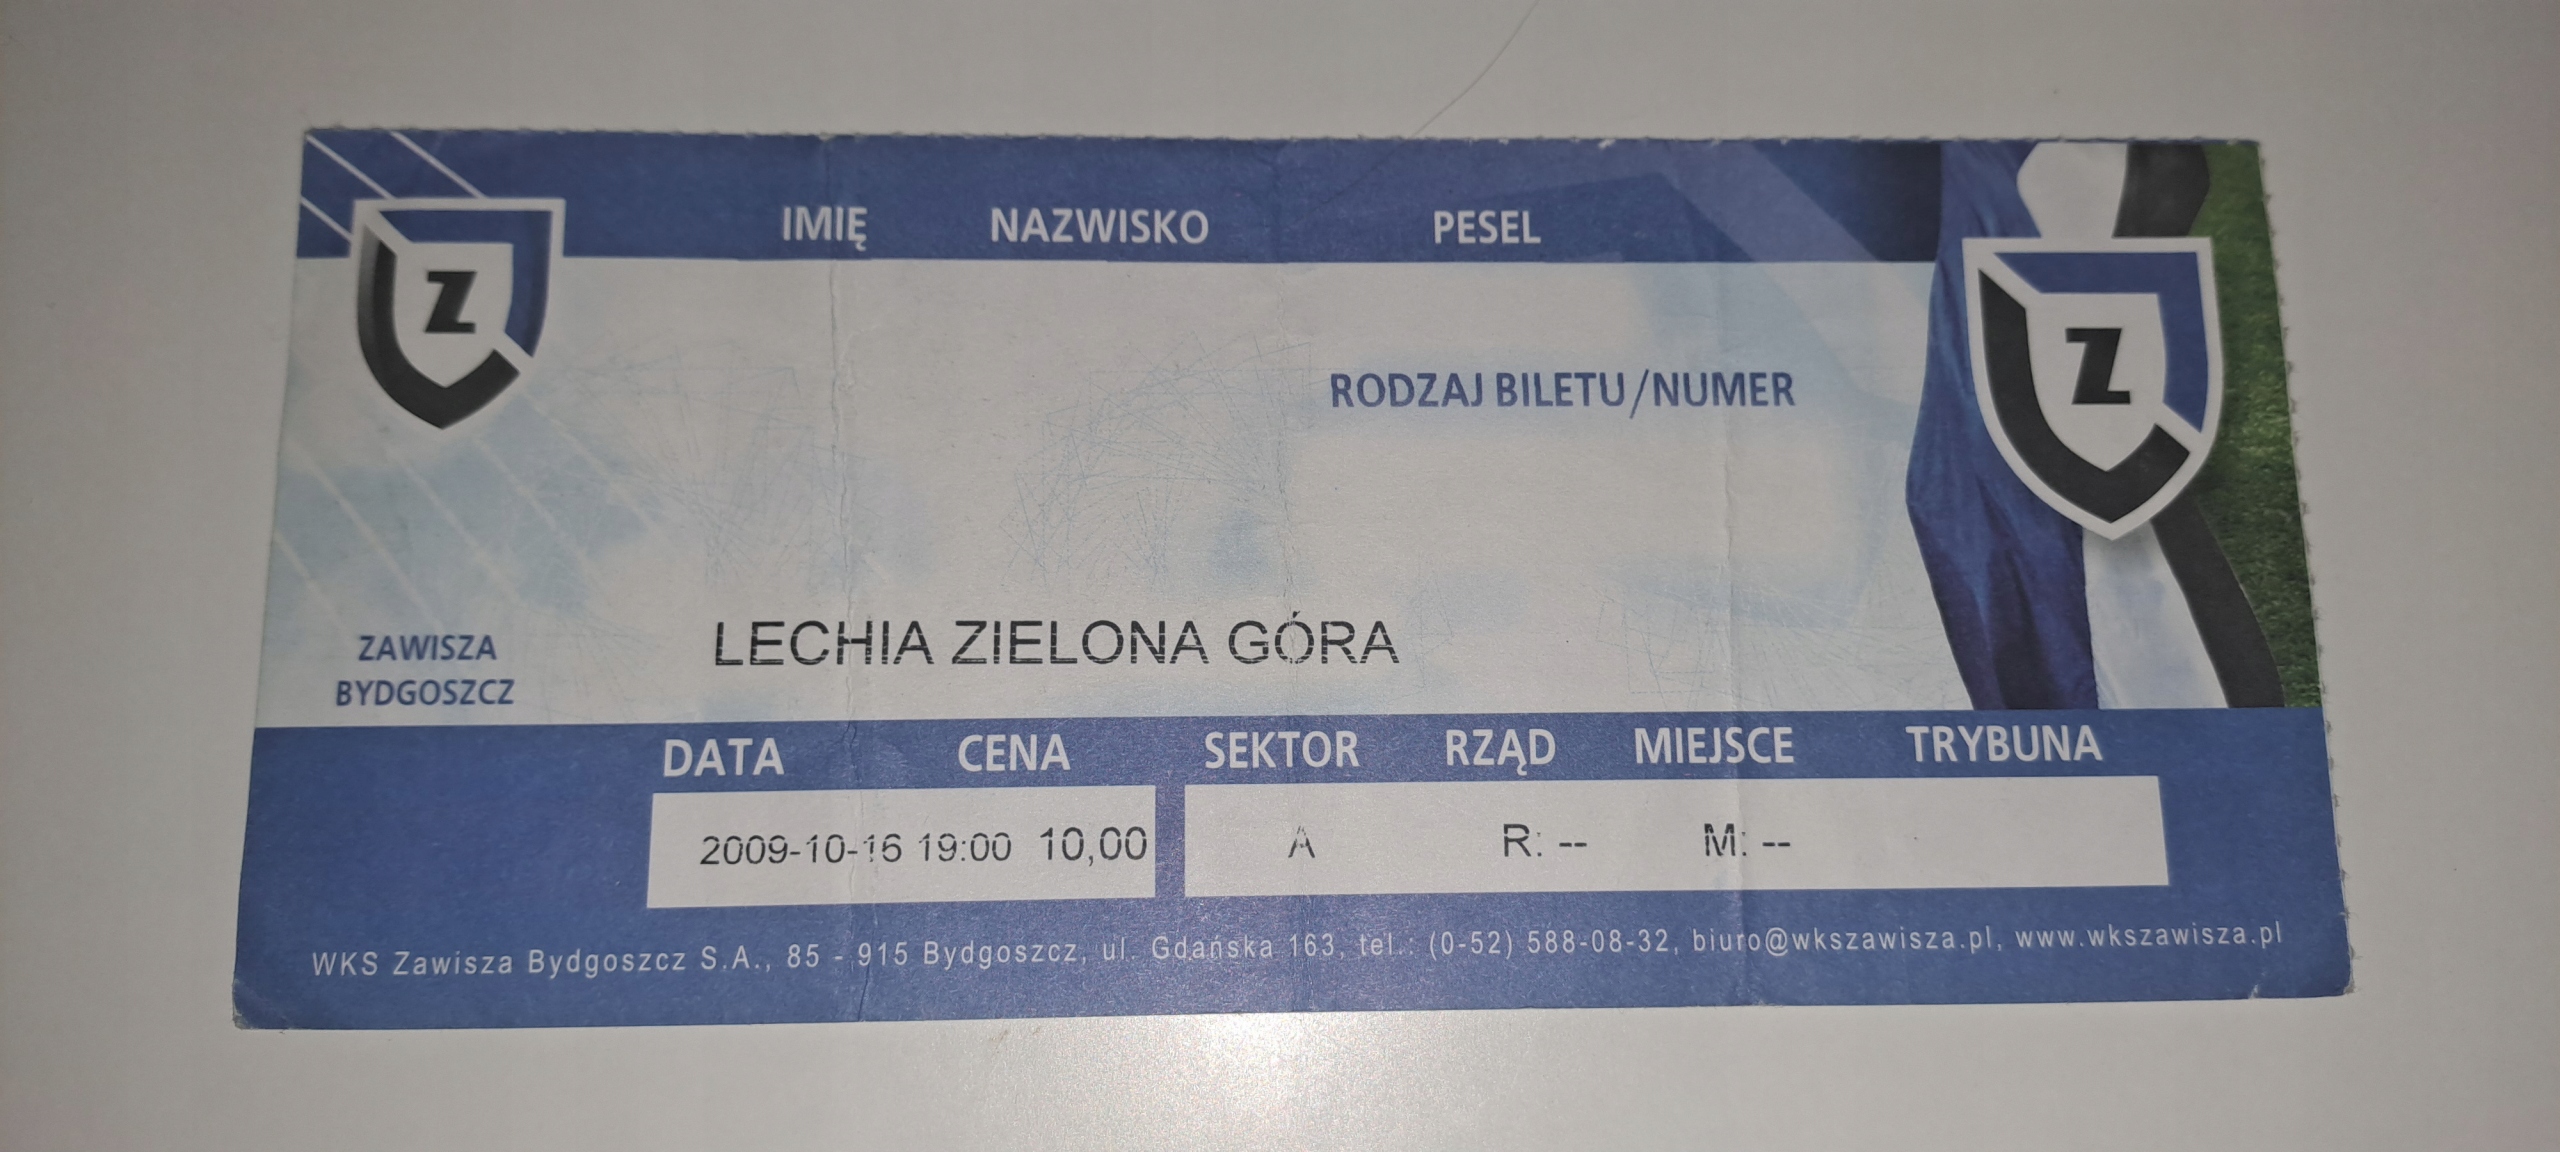 IMIĘ NAZWISKO PESEL
Z
Z
RODZAJ BILETU/NUMER
LECHIA ZIELONA GÓRA
ZAWISZA
BYDGOSZCZ
DATA CENA SEKTOR RZĄD MIEJSCE TRYBUNA
2009-10-16 19:00 10,00 A R: -- M: --
WKS Zawisza Bydgoszcz S.A., 85 - 915 Bydgoszcz, ul. Gdańska 163, tel.: (0-52) 588-08-32, biuro@wkszawisza.pl, www.wkszawisza.pl